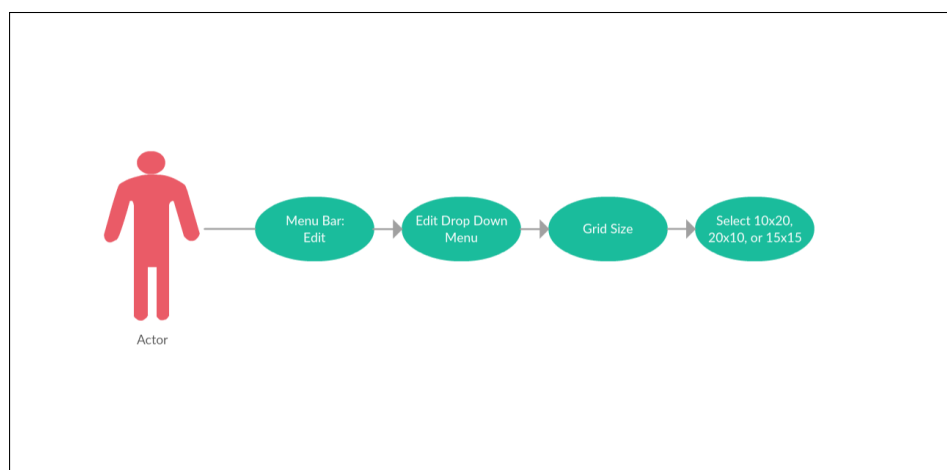 Menu Bar:
Edit
Edit Drop Down
Menu
Grid Size
Select 10x20,
20x10, or 15x15
Actor